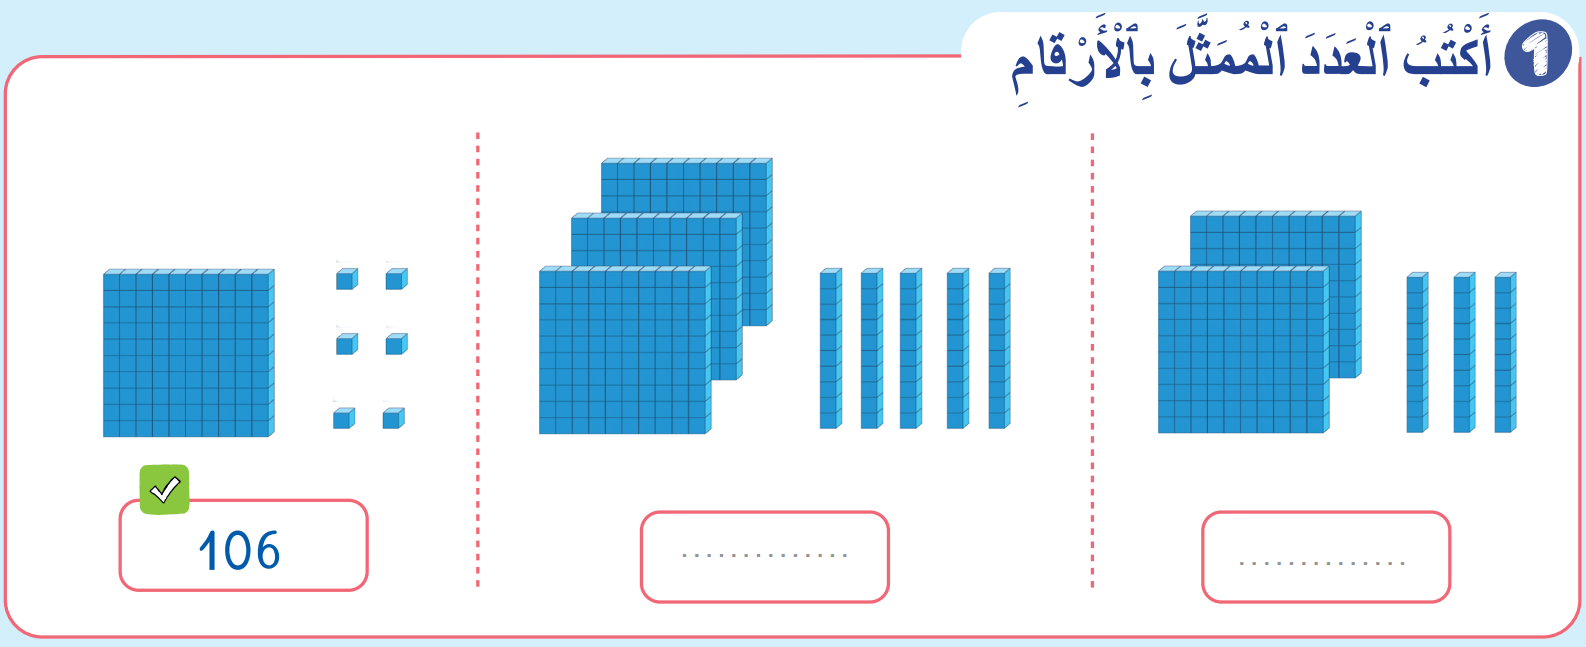 1 أَكْتُبُ ٱلْعَدَدَ ٱلْمُمَثَّلَ بِٱلْأَرْقامِ
..............
..............
106